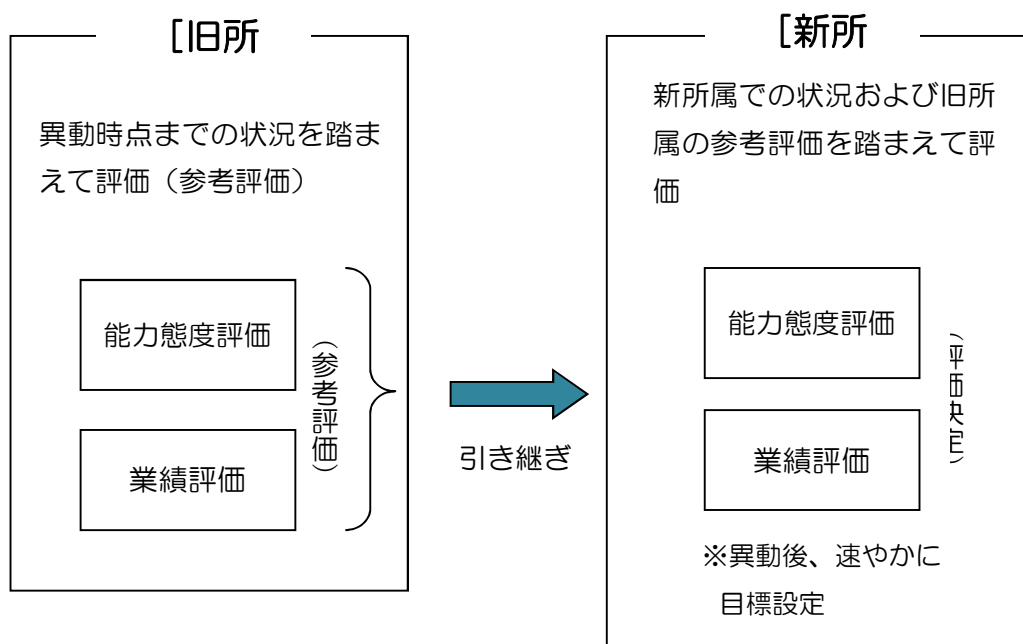 [旧所
異動時点までの状況を踏ま
えて評価（参考評価）
能力態度評価
業績評価
（参考評価）
引き継ぎ
[新所
新所属での状況および旧所
属の参考評価を踏まえて評
価
能力態度評価
業績評価
（評価決定）
※異動後、速やかに
目標設定